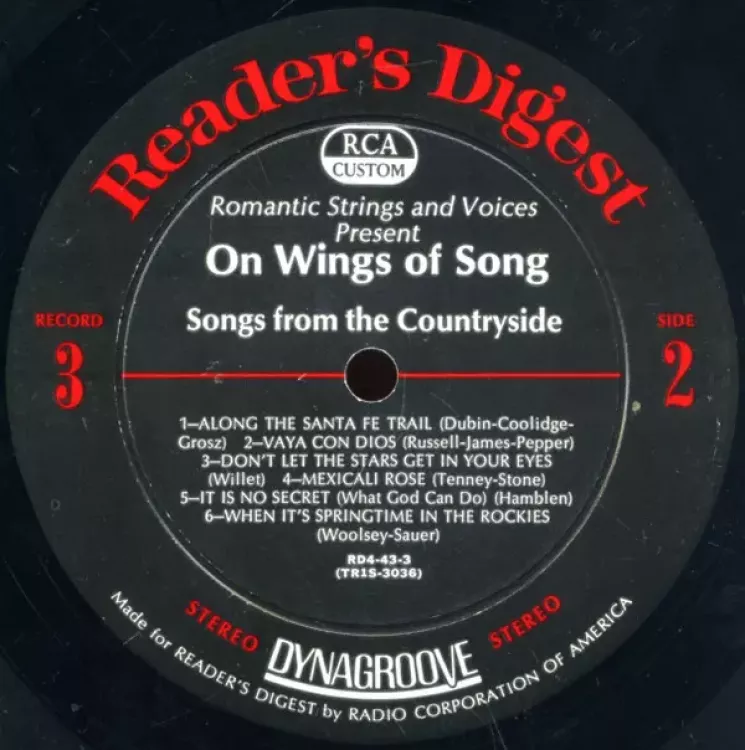 Reader's Digest
RCA
CUSTOM
Romantic Strings and Voices
Present
On Wings of Song
Songs from the Countryside
RECORD
3
SIDE
2
1—ALONG THE SANTA FE TRAIL (Dubin-Coolidge-
Grosz) 2—VAYA CON DIOS (Russell-James-Pepper)
3—DON'T LET THE STARS GET IN YOUR EYES
(Willet) 4—MEXICALI ROSE (Tenney-Stone)
5—IT IS NO SECRET (What God Can Do) (Hamblen)
6—WHEN IT'S SPRINGTIME IN THE ROCKIES
(Woolsey-Sauer)
RD4-43-3
(TR1S-3036)
STEREO
DYNAGROOVE
STEREO
Made for READER'S DIGEST by RADIO CORPORATION OF AMERICA